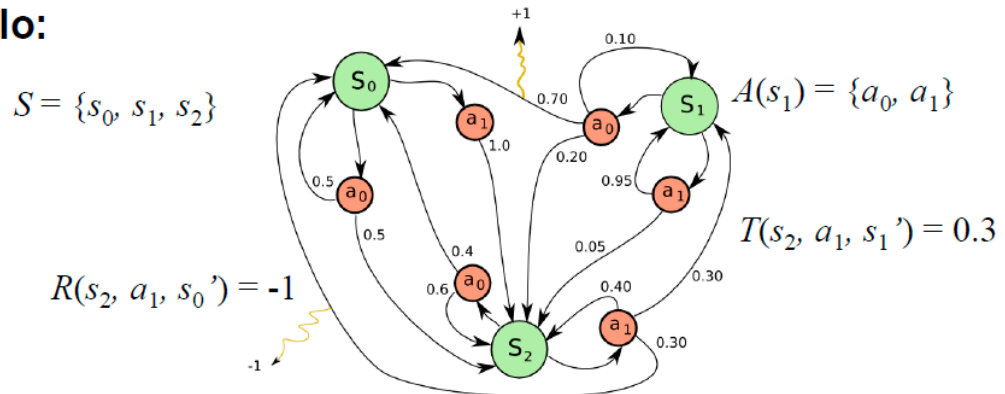 lo:
S = {s₀, s₁, s₂}
A(s₁) = {a₀, a₁}
T(s₂, a₁, s₁’) = 0.3
R(s₂, a₁, s₀’) = -1
+1
0.10
S₀
S₁
0.70
a₁
a₀
1.0
0.20
0.5
a₀
0.95
a₁
0.5
0.05
0.4
0.30
0.6
a₀
0.40
a₁
S₂
0.30
-1